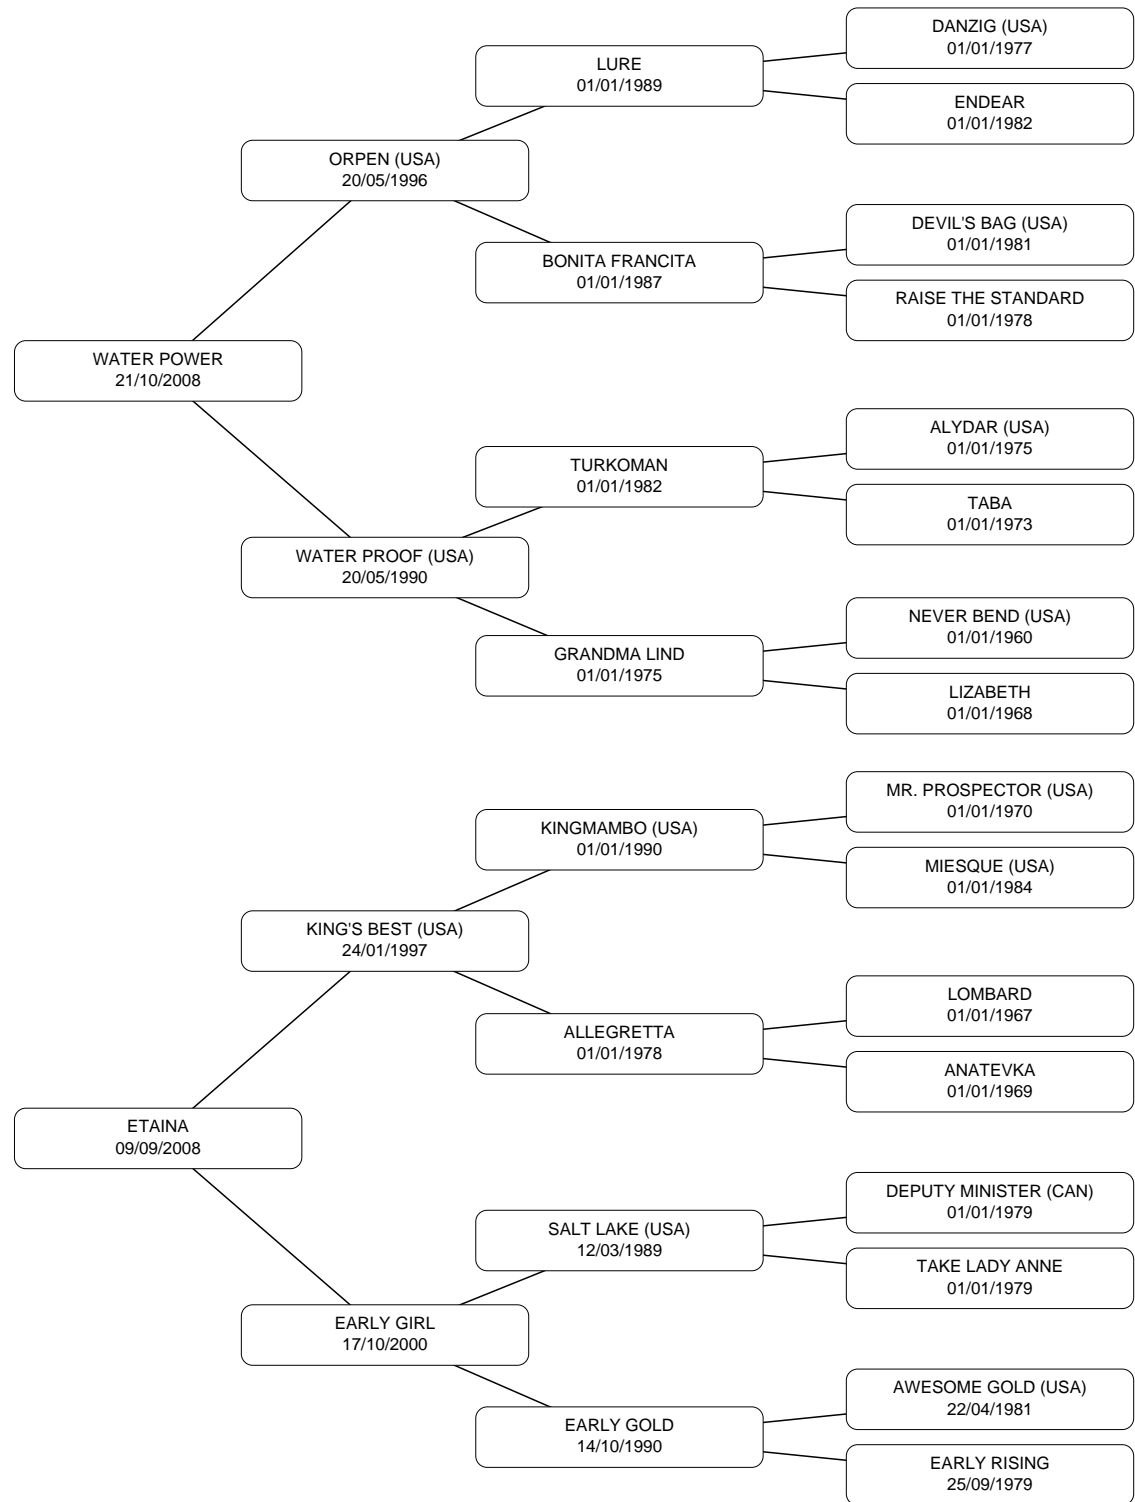 DANZIG (USA)
01/01/1977
LURE
01/01/1989
ENDEAR
01/01/1982
ORPEN (USA)
20/05/1996
DEVIL'S BAG (USA)
01/01/1981
BONITA FRANCITA
01/01/1987
RAISE THE STANDARD
01/01/1978
WATER POWER
21/10/2008
ALYDAR (USA)
01/01/1975
TURKOMAN
01/01/1982
TABA
01/01/1973
WATER PROOF (USA)
20/05/1990
NEVER BEND (USA)
01/01/1960
GRANDMA LIND
01/01/1975
LIZABETH
01/01/1968
MR. PROSPECTOR (USA)
01/01/1970
KINGMAMBO (USA)
01/01/1990
MIESQUE (USA)
01/01/1984
KING'S BEST (USA)
24/01/1997
LOMBARD
01/01/1967
ALLEGRETTA
01/01/1978
ANATEVKA
01/01/1969
ETAINA
09/09/2008
DEPUTY MINISTER (CAN)
01/01/1979
SALT LAKE (USA)
12/03/1989
TAKE LADY ANNE
01/01/1979
EARLY GIRL
17/10/2000
AWESOME GOLD (USA)
22/04/1981
EARLY GOLD
14/10/1990
EARLY RISING
25/09/1979